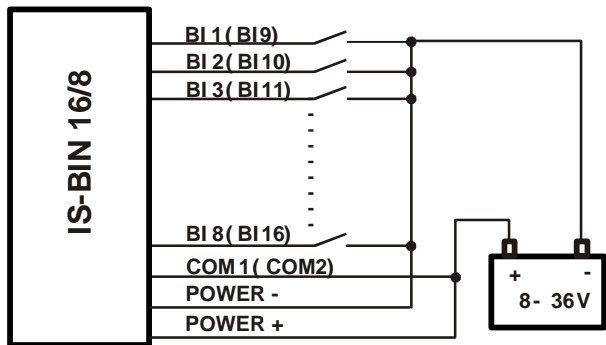 IS-BIN 16/8
BI 1( BI9)
BI 2( BI10)
BI 3( BI11)
BI 8( BI16)
COM 1( COM2)
POWER -
POWER +
+ -
8- 36V